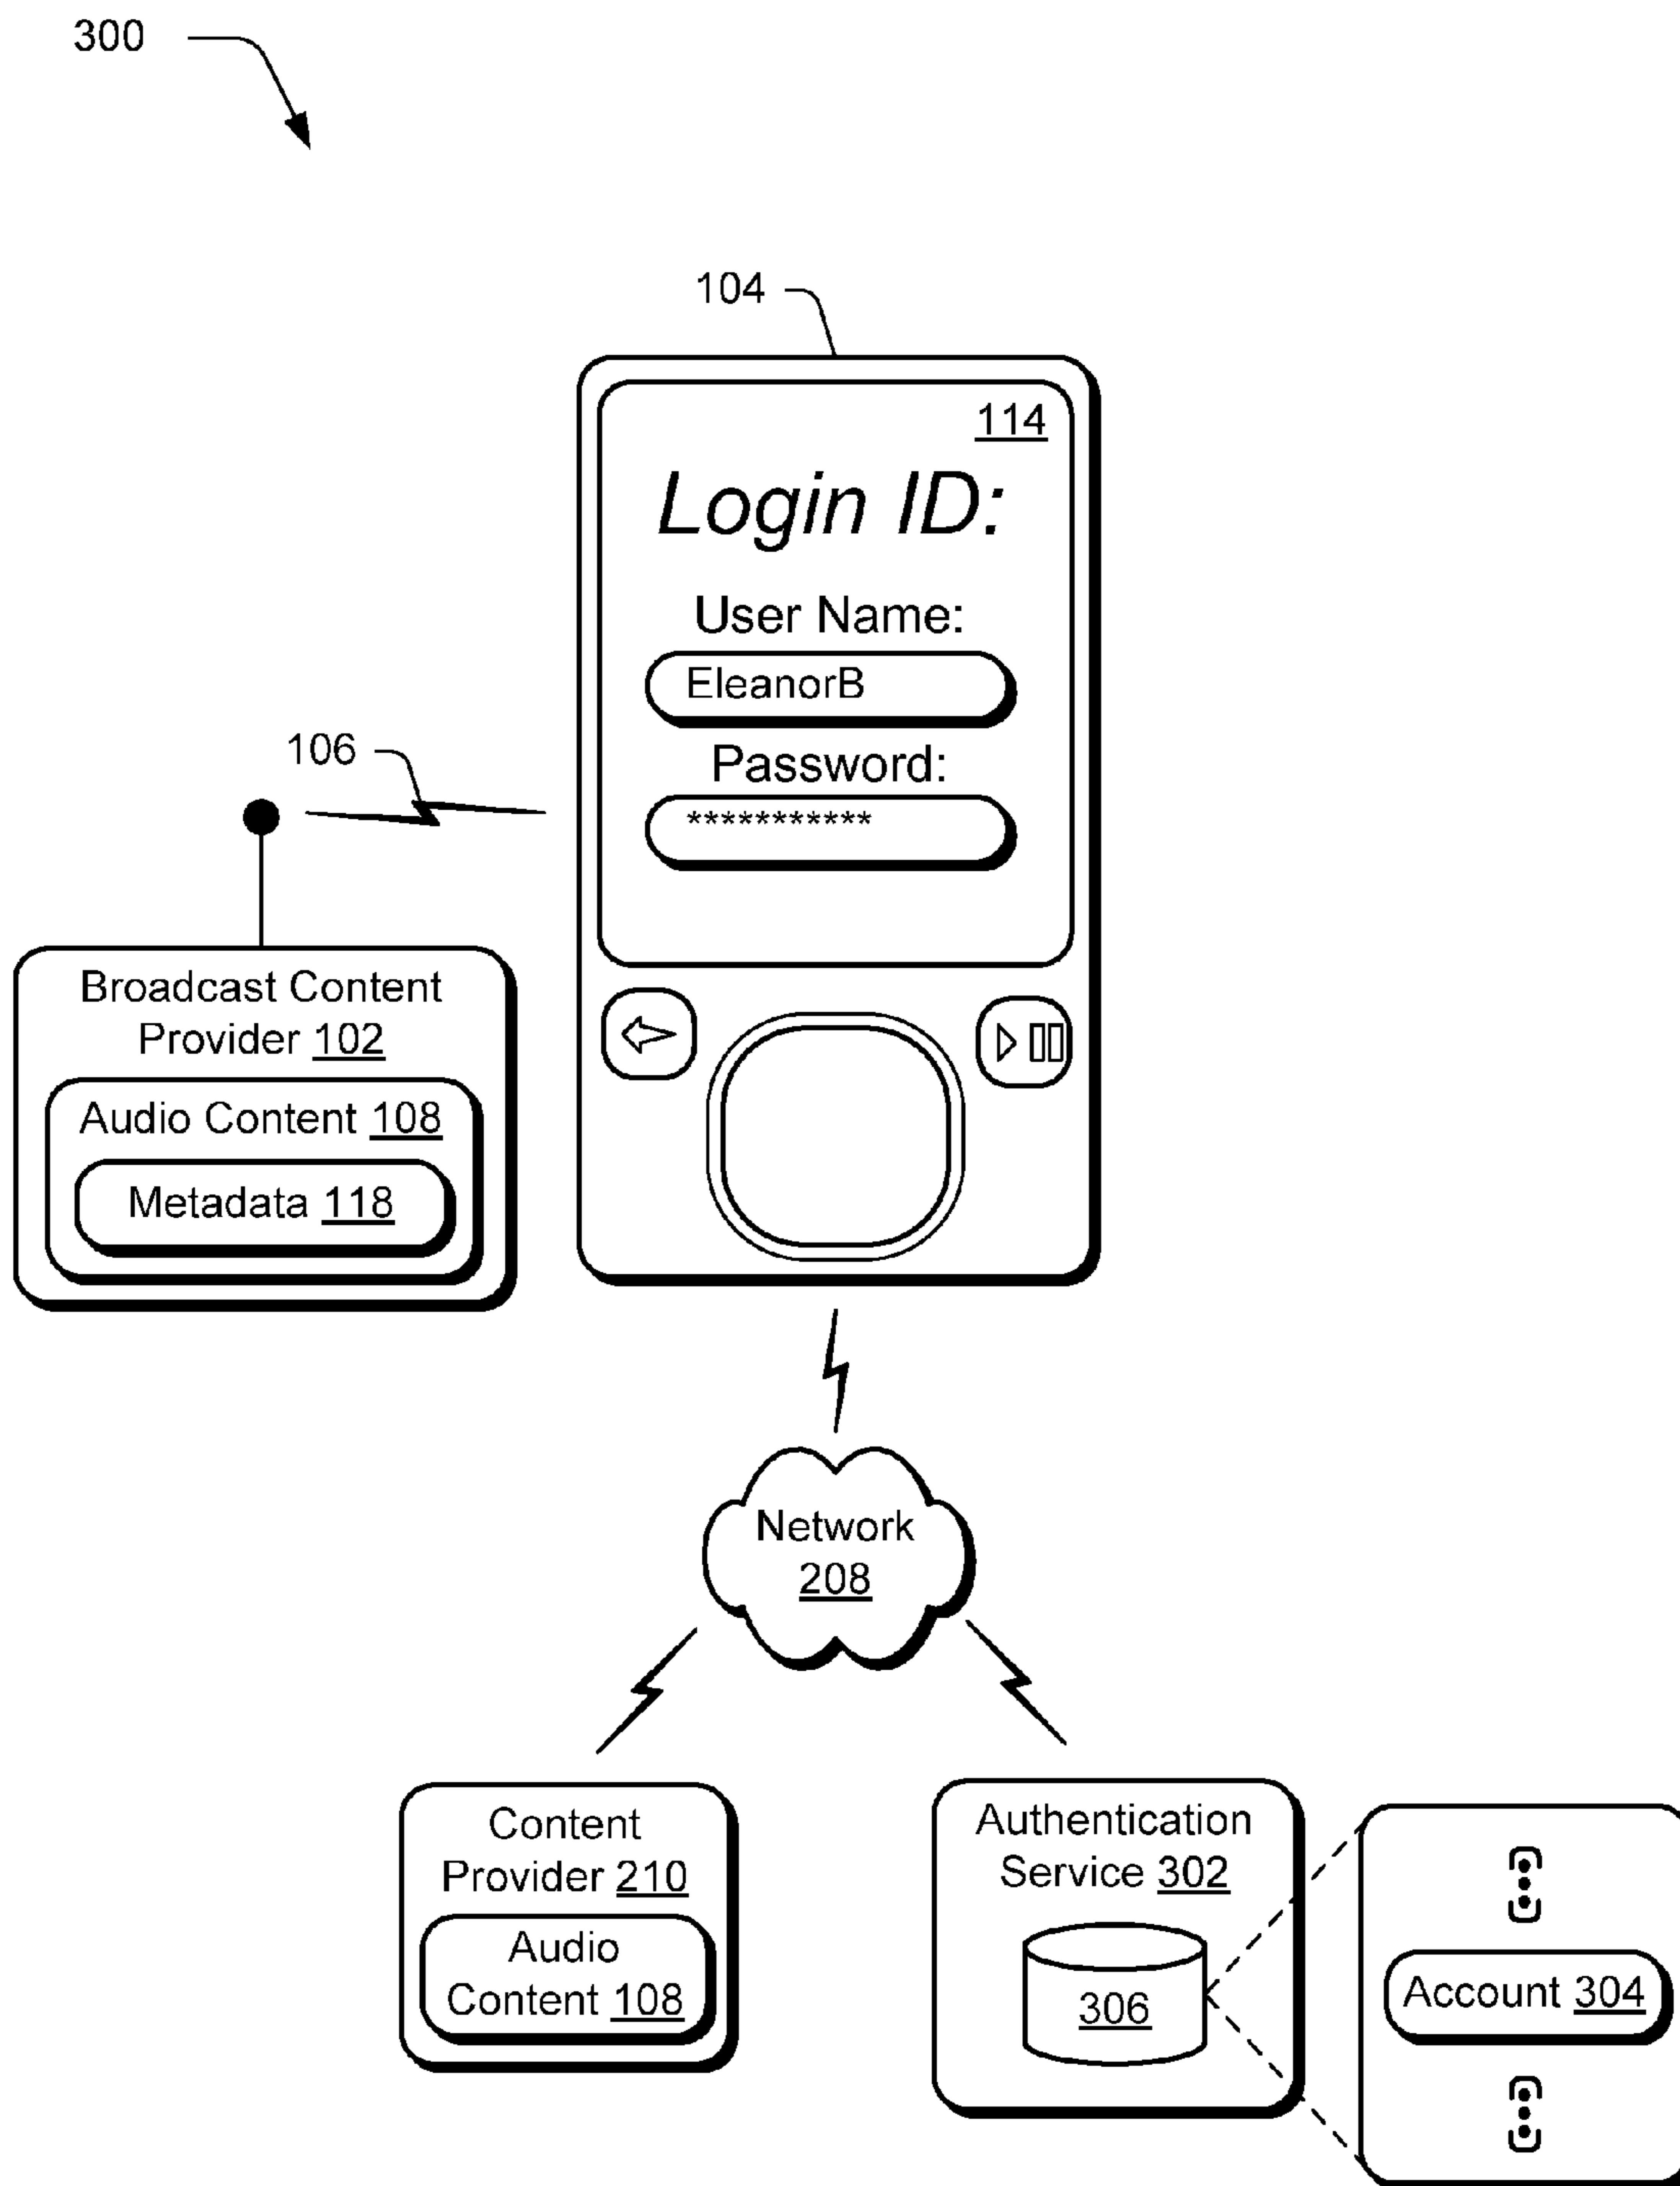 300
104
114
Login ID:
User Name:
EleanorB
Password:
***********
106
Broadcast Content
Provider 102
Audio Content 108
Metadata 118
Network
208
Content
Provider 210
Audio
Content 108
Authentication
Service 302
306
Account 304